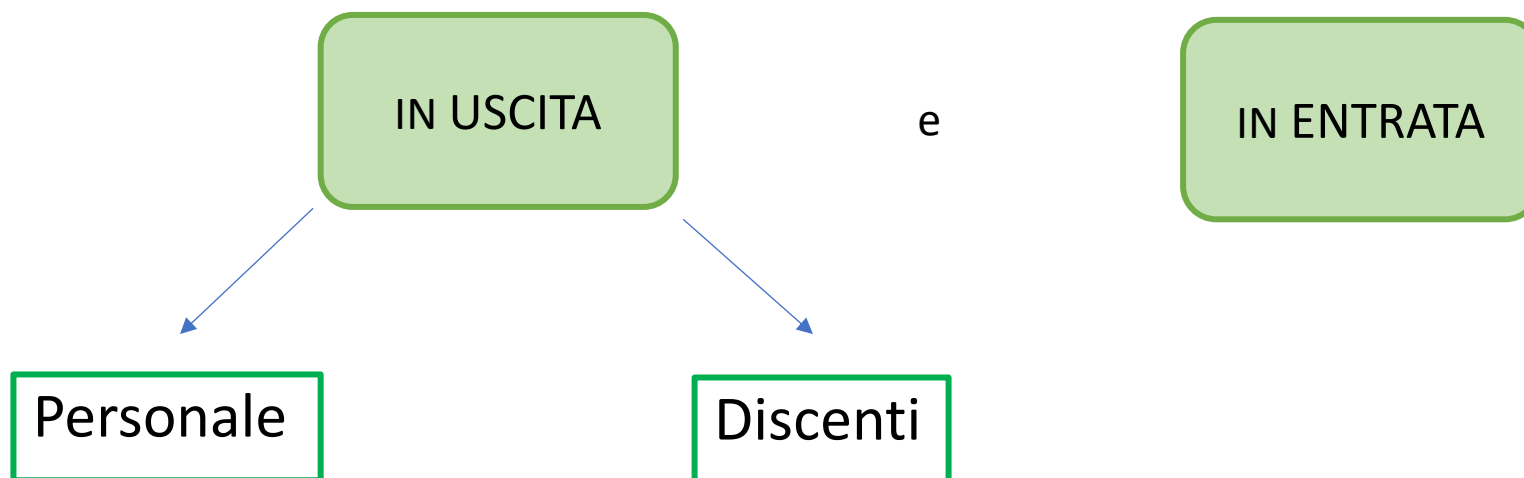 IN USCITA
e
IN ENTRATA
Personale
Discenti